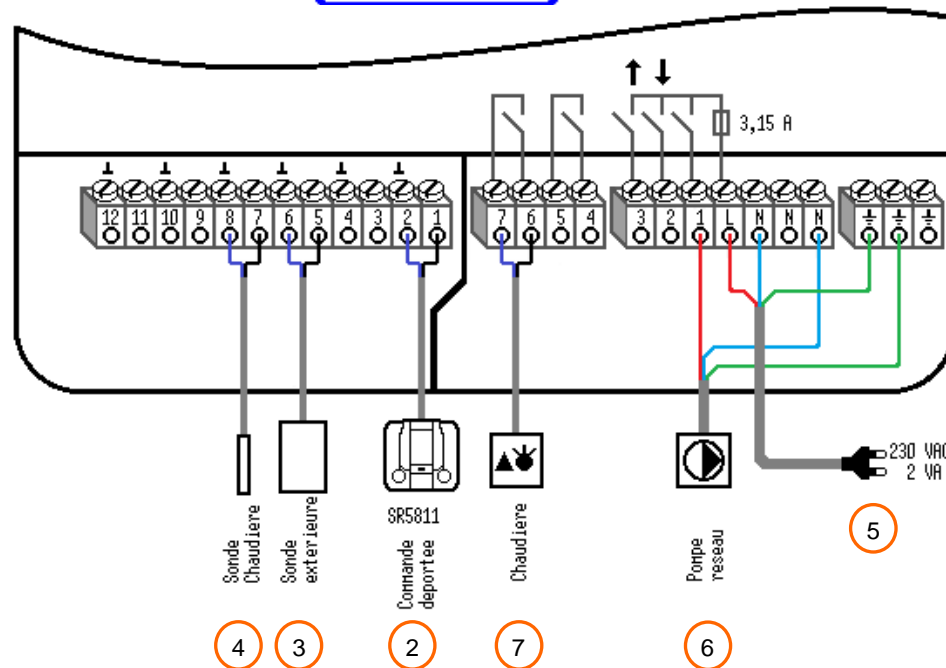 3,15 A
12 11 10 9 8 7 6 5 4 3 2 1
7 6 5 4
3 2 1 L N N N
230 VAC
2 VA
SR5811
Sonde
Chaudiere
Sonde
exterieure
Commande
deportee
Chaudiere
Pompe
reseau
5
4
3
2
7
6